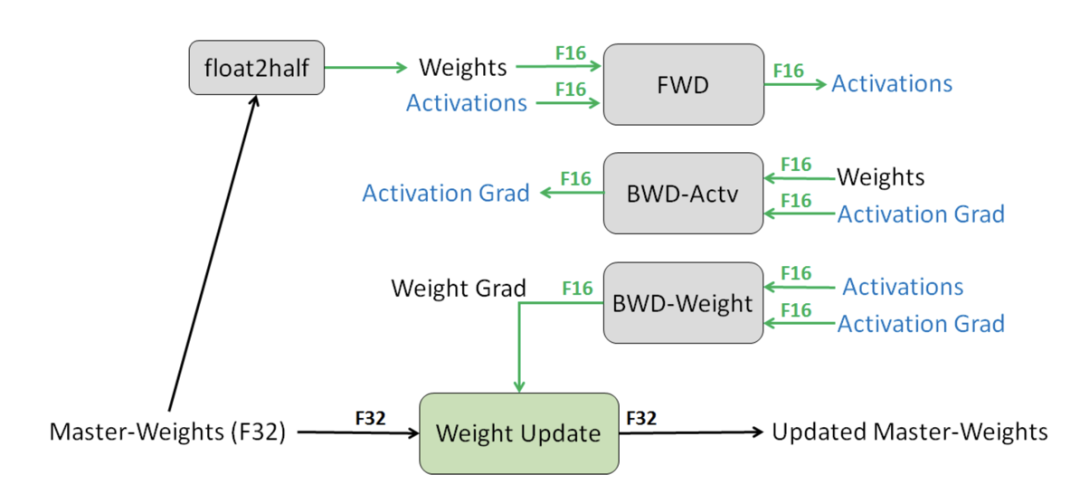 float2half
Weights
F16
Activations
F16
FWD
F16
Activations
Activation Grad
F16
BWD-Actv
F16
Weights
F16
Activation Grad
Weight Grad
F16
BWD-Weight
F16
Activations
F16
Activation Grad
Master-Weights (F32)
F32
Weight Update
F32
Updated Master-Weights